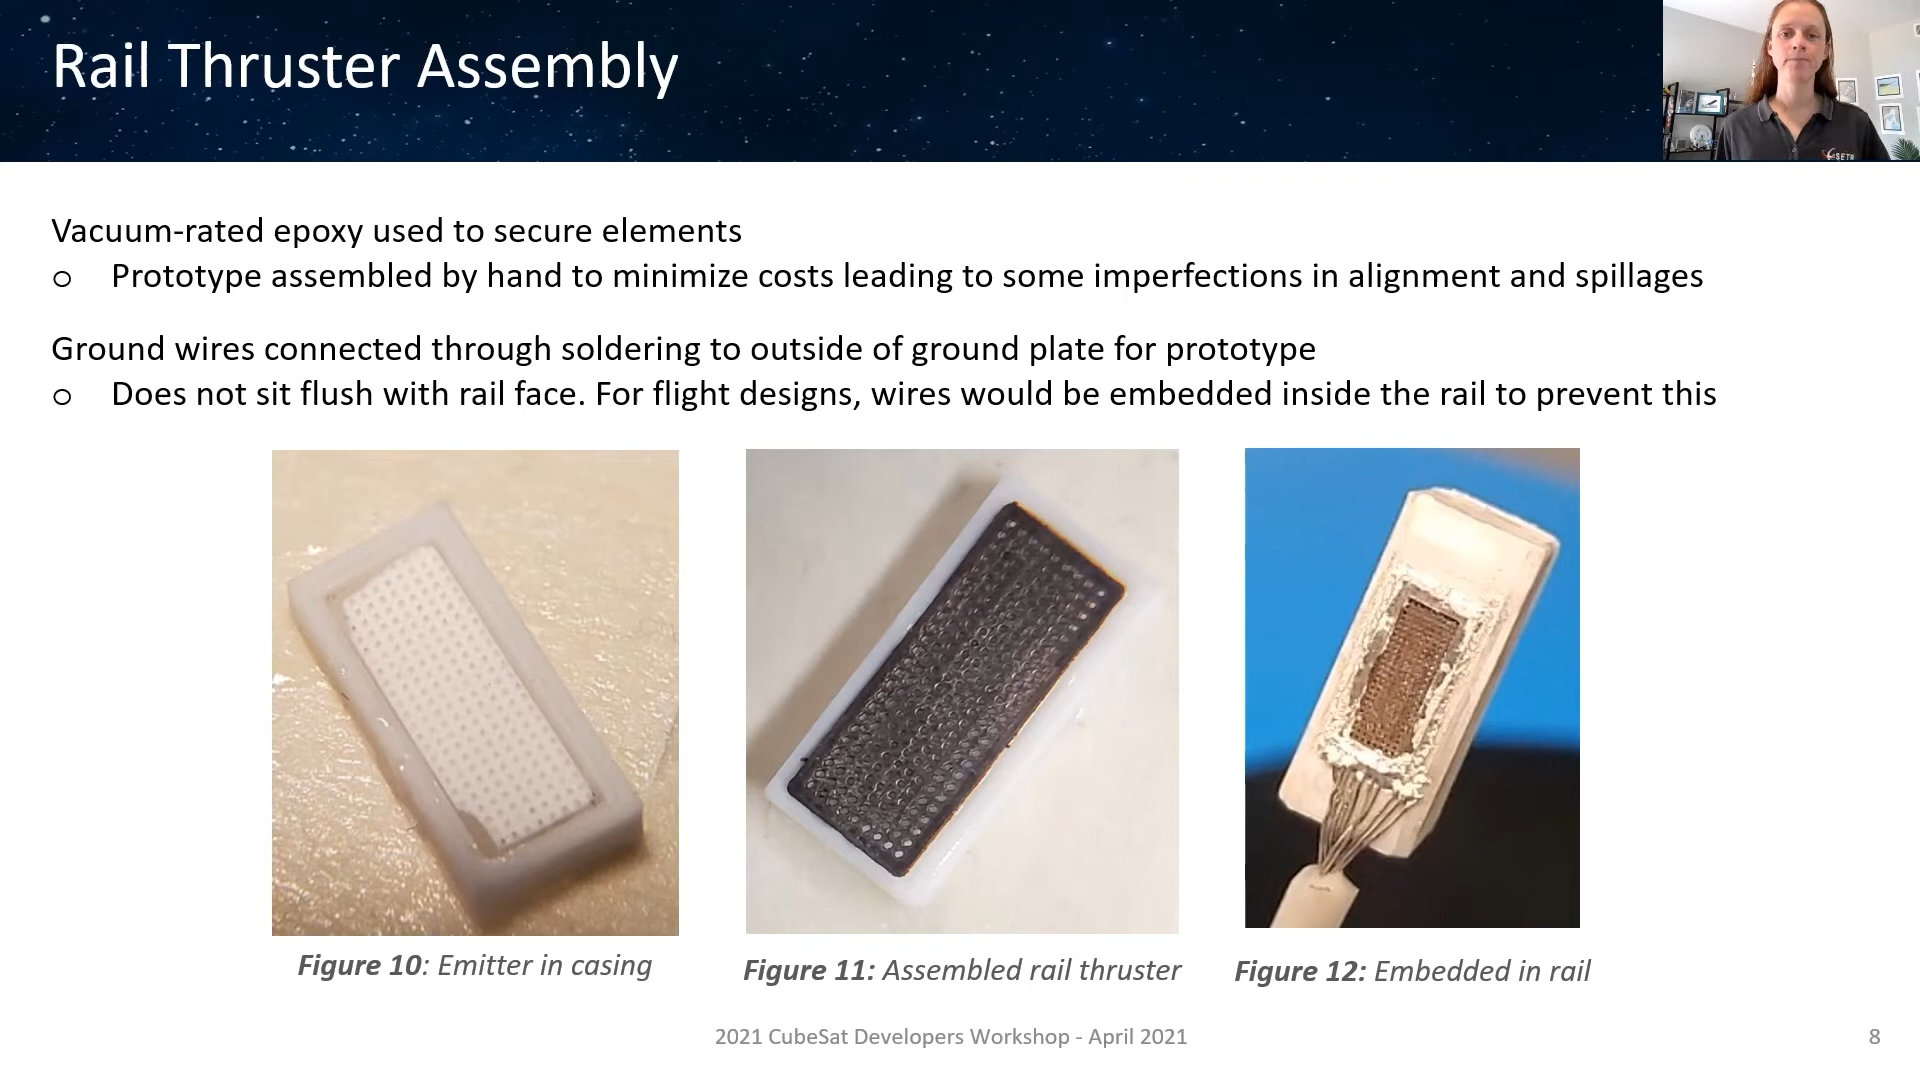 Rail Thruster Assembly
SETR
Vacuum-rated epoxy used to secure elements
o Prototype assembled by hand to minimize costs leading to some imperfections in alignment and spillages
Ground wires connected through soldering to outside of ground plate for prototype
o Does not sit flush with rail face. For flight designs, wires would be embedded inside the rail to prevent this
Figure 10: Emitter in casing
Figure 11: Assembled rail thruster
Figure 12: Embedded in rail
2021 CubeSat Developers Workshop - April 2021
8